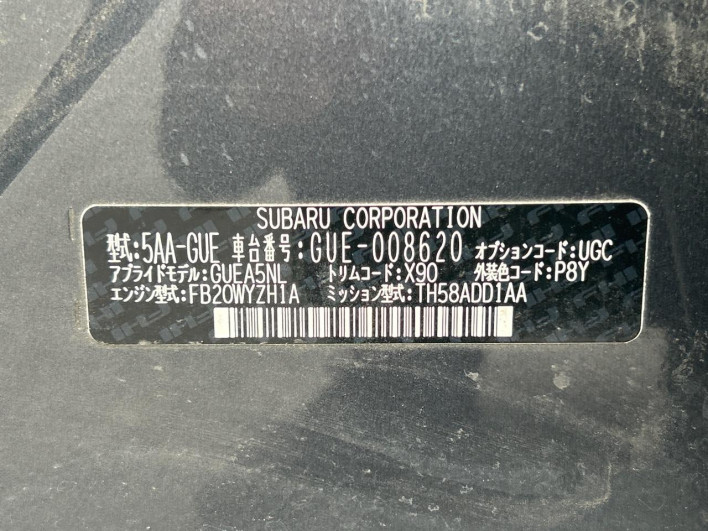 SUBARU CORPORATION
型式:5AA-GUE 車台番号:GUE-008620 オプションコード:UGC
アプライドモデル:GUEA5NL トリムコード:X90 外装色コード:P8Y
エンジン型式:FB20WYZH1A ミッション型式:TH58ADD1AA